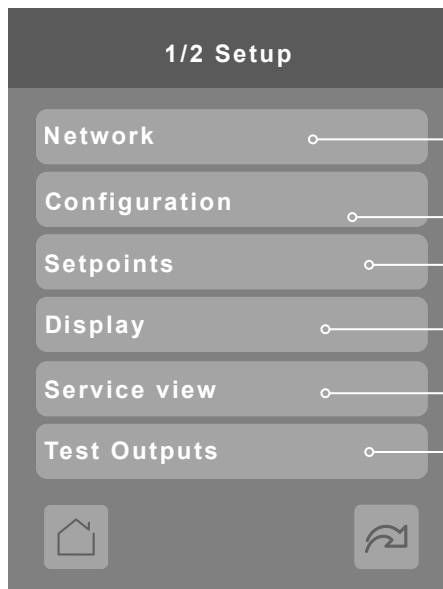 1/2 Setup
Network
Configuration
Setpoints
Display
Service view
Test Outputs